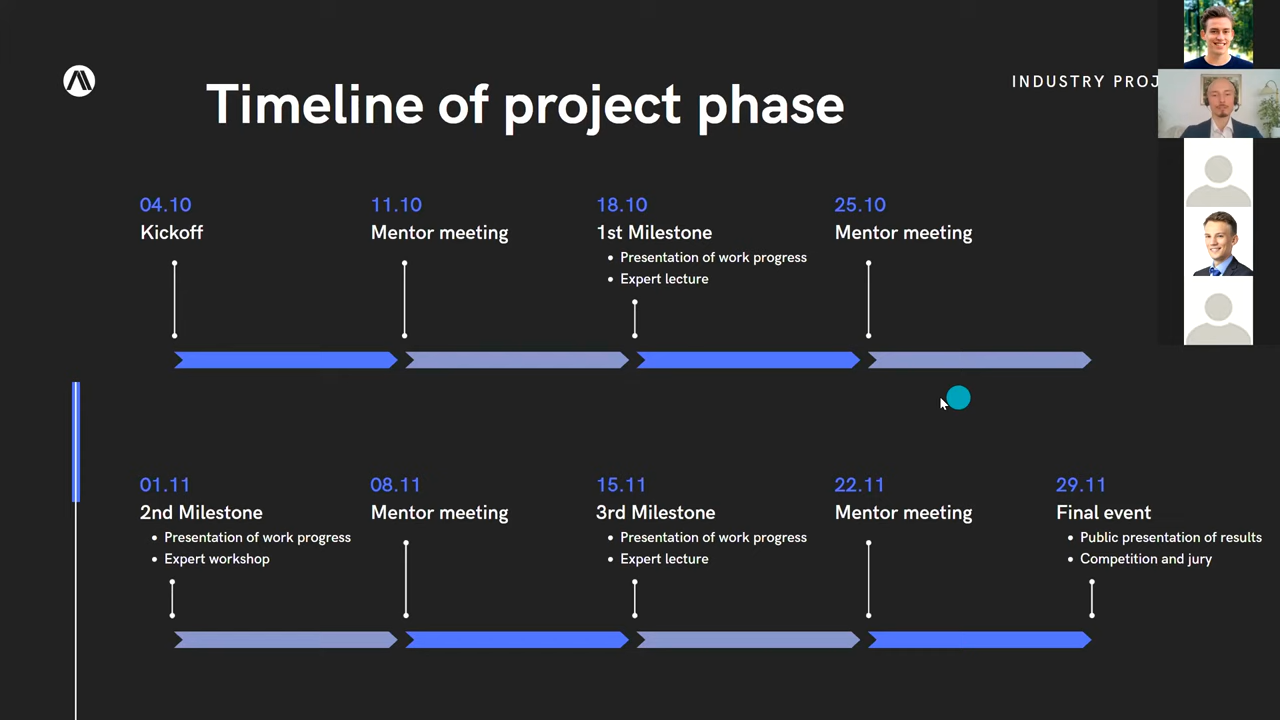 INDUSTRY PROJ
Timeline of project phase
04.10
Kickoff
11.10
Mentor meeting
18.10
1st Milestone
• Presentation of work progress
• Expert lecture
25.10
Mentor meeting
01.11
2nd Milestone
• Presentation of work progress
• Expert workshop
08.11
Mentor meeting
15.11
3rd Milestone
• Presentation of work progress
• Expert lecture
22.11
Mentor meeting
29.11
Final event
• Public presentation of results
• Competition and jury